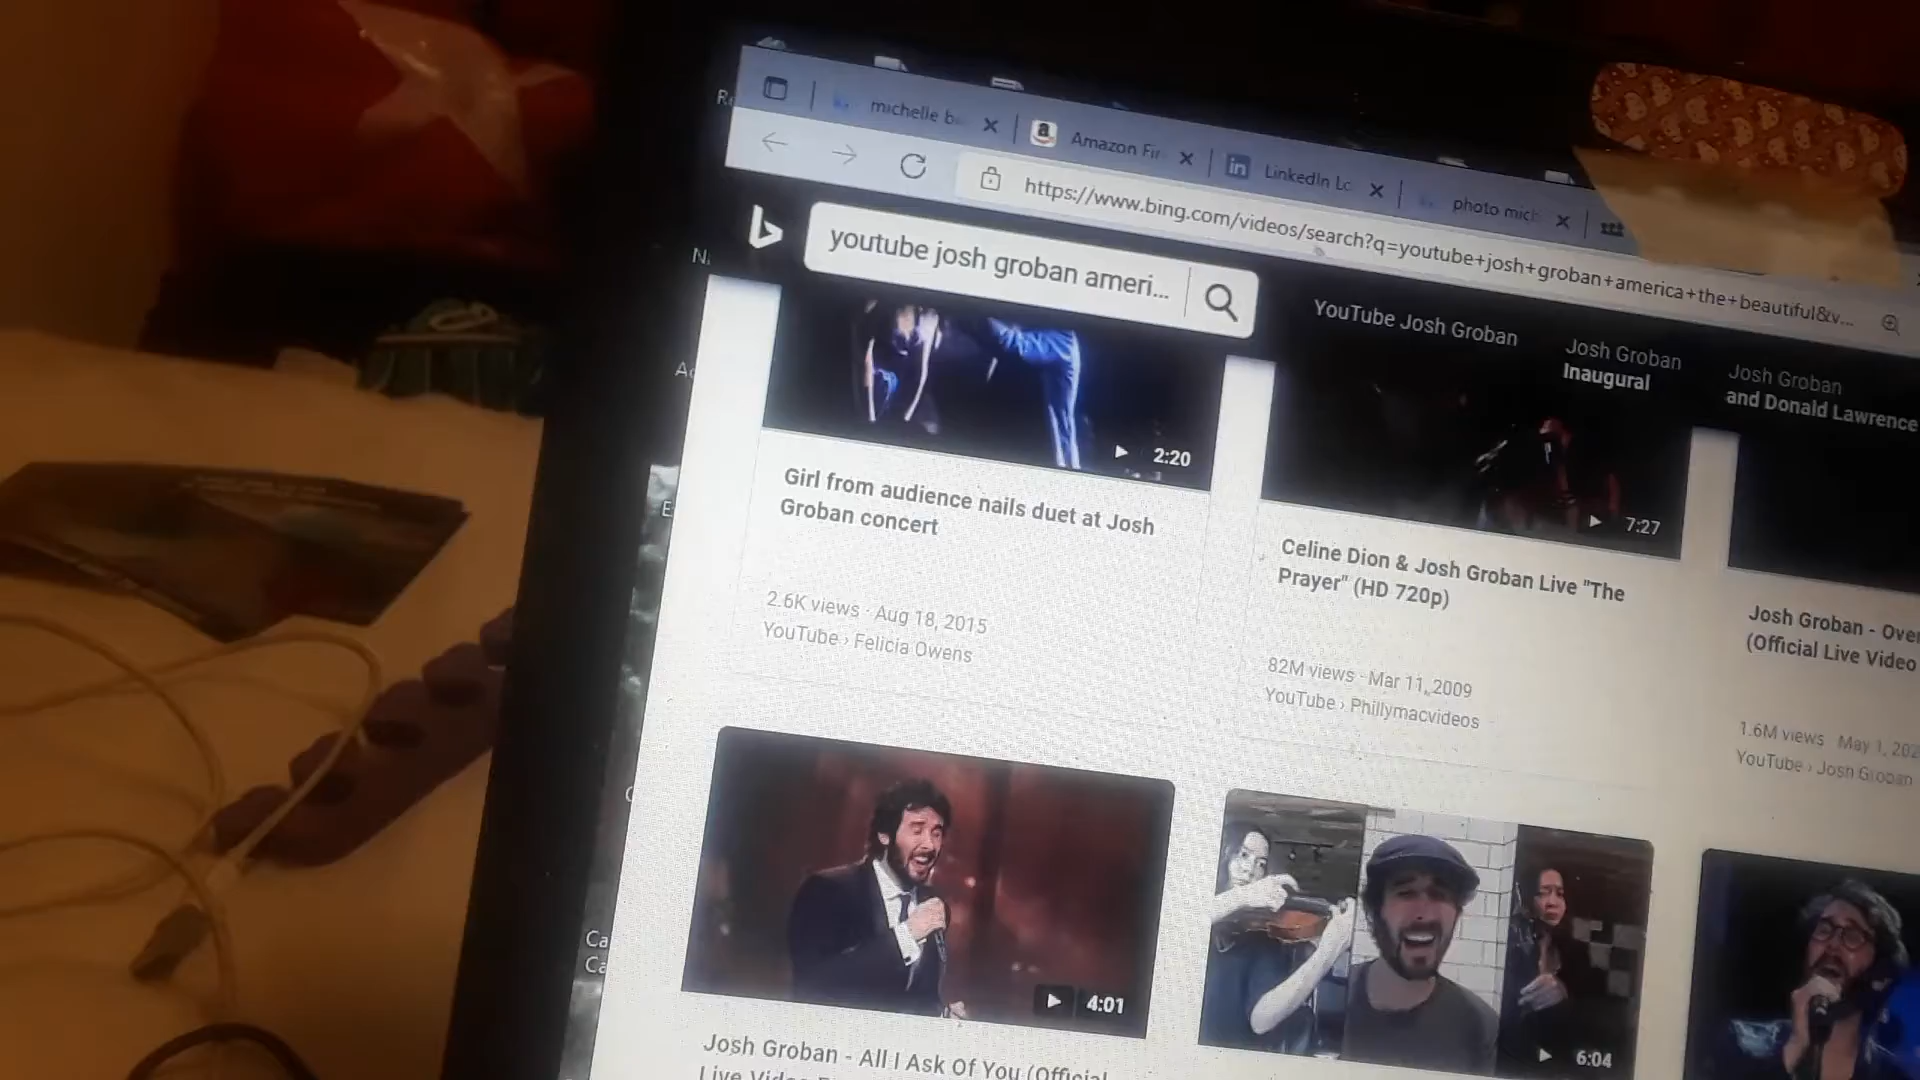 michelle b
Amazon Fir
LinkedIn Lo
photo mich
https://www.bing.com/videos/search?q=youtube+josh+groban+america+the+beautiful&v...
youtube josh groban ameri...
YouTube Josh Groban
Josh Groban
Inaugural
Josh Groban
and Donald Lawrence
2:20
7:27
Girl from audience nails duet at Josh
Groban concert
2.6K views · Aug 18, 2015
YouTube › Felicia Owens
Celine Dion & Josh Groban Live "The
Prayer" (HD 720p)
82M views · Mar 11, 2009
YouTube › Phillymacvideos
Josh Groban - Over
(Official Live Video
1.6M views May 1, 202
YouTube › Josh Groban
4:01
6:04
Josh Groban - All I Ask Of You (Official
Live Video
Ca
Ca